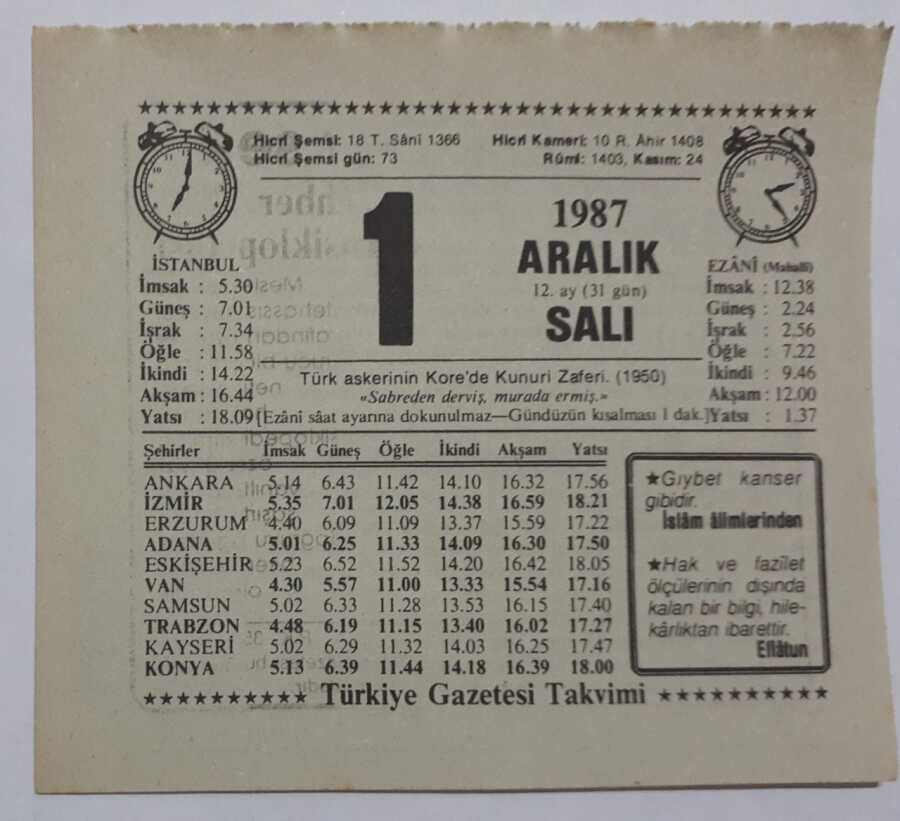 Hicrî Şemsî: 18 T. Sâni 1366 Hicrî Kamerî: 10 R. Âhir 1408
Hicrî Şemsî gün: 73 Rûmî: 1403, Kasım: 24
1
1987
ARALIK
12. ay (31 gün)
SALI
İSTANBUL
İmsak : 5.30
Güneş : 7.01
İşrak : 7.34
Öğle : 11.58
İkindi : 14.22
Akşam : 16.44
Yatsı : 18.09
EZÂNÎ (Mahallî)
İmsak : 12.38
Güneş : 2.24
İşrak : 2.56
Öğle : 7.22
İkindi : 9.46
Akşam : 12.00
Yatsı : 1.37
Türk askerinin Kore'de Kunuri Zaferi. (1950)
«Sabreden derviş, murada ermiş.»
[Ezânî sâat ayarına dokunulmaz—Gündüzün kısalması 1 dak.]
Şehirler İmsak Güneş Öğle İkindi Akşam Yatsı
ANKARA 5.14 6.43 11.42 14.10 16.32 17.56
İZMİR 5.35 7.01 12.05 14.38 16.59 18.21
ERZURUM 4.40 6.09 11.09 13.37 15.59 17.22
ADANA 5.01 6.25 11.33 14.09 16.30 17.50
ESKİŞEHİR 5.23 6.52 11.52 14.20 16.42 18.05
VAN 4.30 5.57 11.00 13.33 15.54 17.16
SAMSUN 5.02 6.33 11.28 13.53 16.15 17.40
TRABZON 4.48 6.19 11.15 13.40 16.02 17.27
KAYSERİ 5.02 6.29 11.32 14.03 16.25 17.47
KONYA 5.13 6.39 11.44 14.18 16.39 18.00
★Gıybet kanser
gibidir.
İslâm âlimlerinden
★Hak ve fazîlet
ölçülerinin dışında
kalan bir bilgi, hile-
kârlıktan ibarettir.
Eflâtun
Türkiye Gazetesi Takvimi